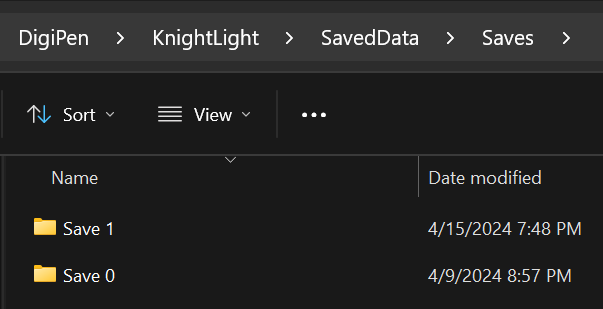 DigiPen > KnightLight > SavedData > Saves >
Sort View ...
Name Date modified
Save 1 4/15/2024 7:48 PM
Save 0 4/9/2024 8:57 PM